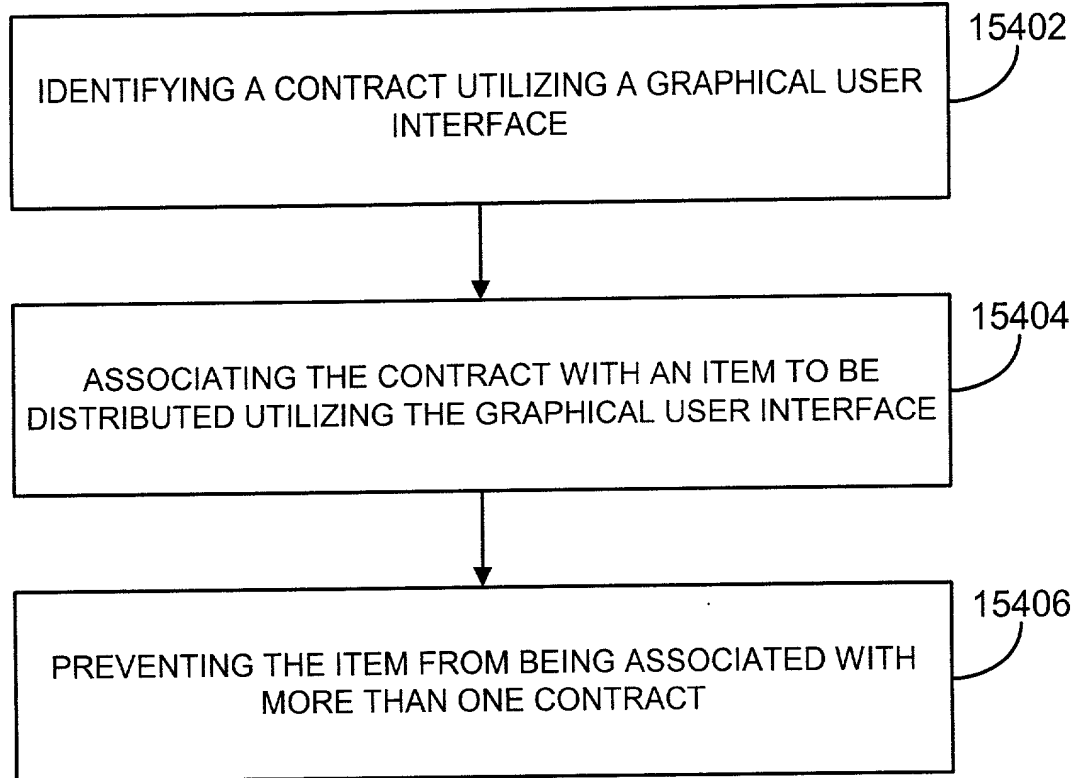 15402
IDENTIFYING A CONTRACT UTILIZING A GRAPHICAL USER
INTERFACE
15404
ASSOCIATING THE CONTRACT WITH AN ITEM TO BE
DISTRIBUTED UTILIZING THE GRAPHICAL USER INTERFACE
15406
PREVENTING THE ITEM FROM BEING ASSOCIATED WITH
MORE THAN ONE CONTRACT